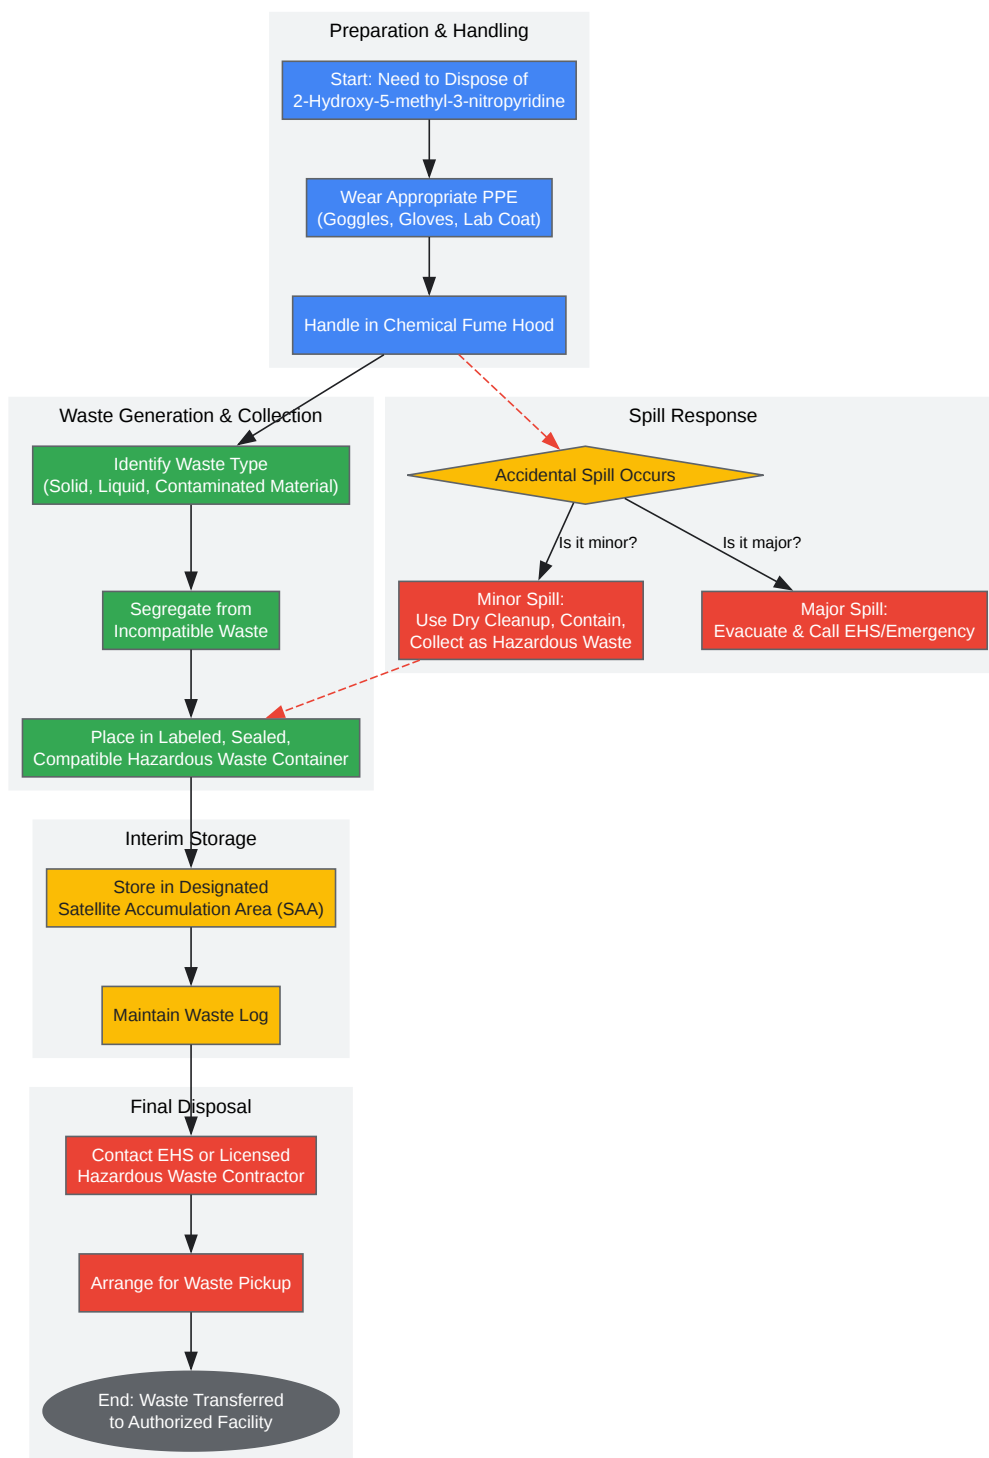 Preparation & Handling
Start: Need to Dispose of
2-Hydroxy-5-methyl-3-nitropyridine
Wear Appropriate PPE
(Goggles, Gloves, Lab Coat)
Handle in Chemical Fume Hood
Waste Generation & Collection
Identify Waste Type
(Solid, Liquid, Contaminated Material)
Segregate from
Incompatible Waste
Place in Labeled, Sealed,
Compatible Hazardous Waste Container
Spill Response
Accidental Spill Occurs
Is it minor?
Is it major?
Minor Spill:
Use Dry Cleanup, Contain,
Collect as Hazardous Waste
Major Spill:
Evacuate & Call EHS/Emergency
Interim Storage
Store in Designated
Satellite Accumulation Area (SAA)
Maintain Waste Log
Final Disposal
Contact EHS or Licensed
Hazardous Waste Contractor
Arrange for Waste Pickup
End: Waste Transferred
to Authorized Facility